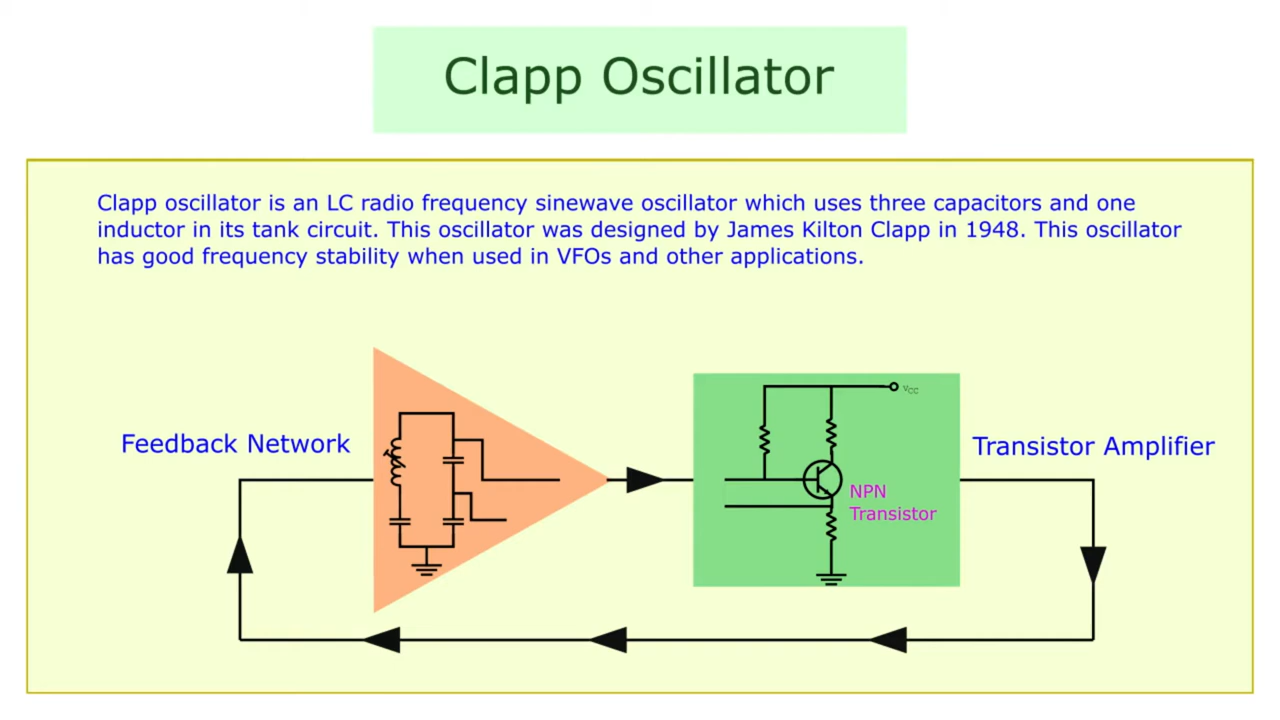 Clapp Oscillator
Clapp oscillator is an LC radio frequency sinewave oscillator which uses three capacitors and one
inductor in its tank circuit. This oscillator was designed by James Kilton Clapp in 1948. This oscillator
has good frequency stability when used in VFOs and other applications.
Feedback Network
VCC
NPN
Transistor
Transistor Amplifier